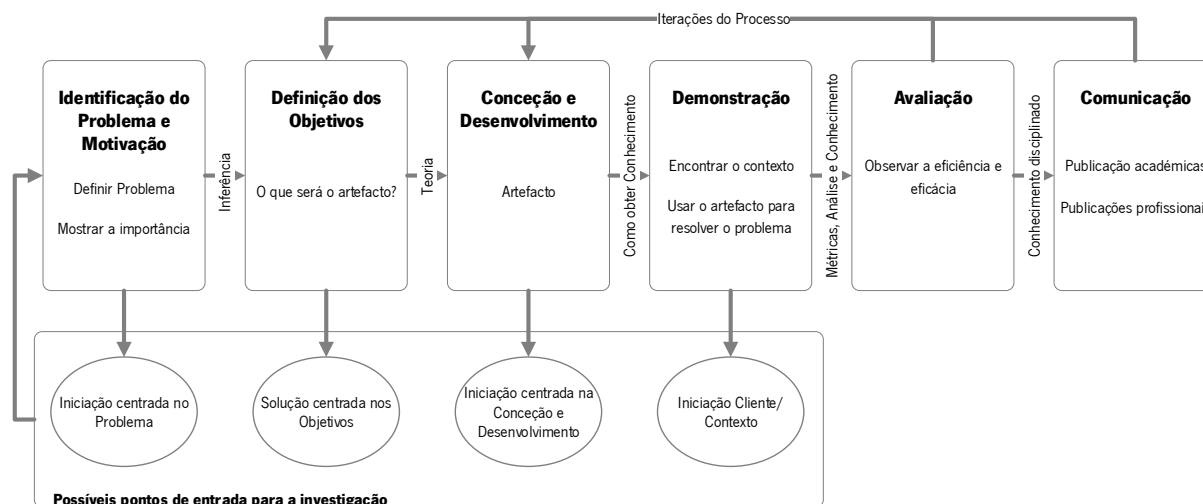 Iterações do Processo
Identificação do
Problema e
Motivação
Definir Problema
Mostrar a importância
Inferência
Definição dos
Objetivos
O que será o artefacto?
Teoria
Conceção e
Desenvolvimento
Artefacto
Como obter Conhecimento
Demonstração
Encontrar o contexto
Usar o artefacto para
resolver o problema
Métricas, Análise e Conhecimento
Avaliação
Observar a eficiência e
eficácia
Conhecimento disciplinado
Comunicação
Publicação académicas
Publicações profissionai
Iniciação centrada no
Problema
Solução centrada nos
Objetivos
Iniciação centrada na
Conceção e
Desenvolvimento
Iniciação Cliente/
Contexto
Possíveis pontos de entrada para a investigação